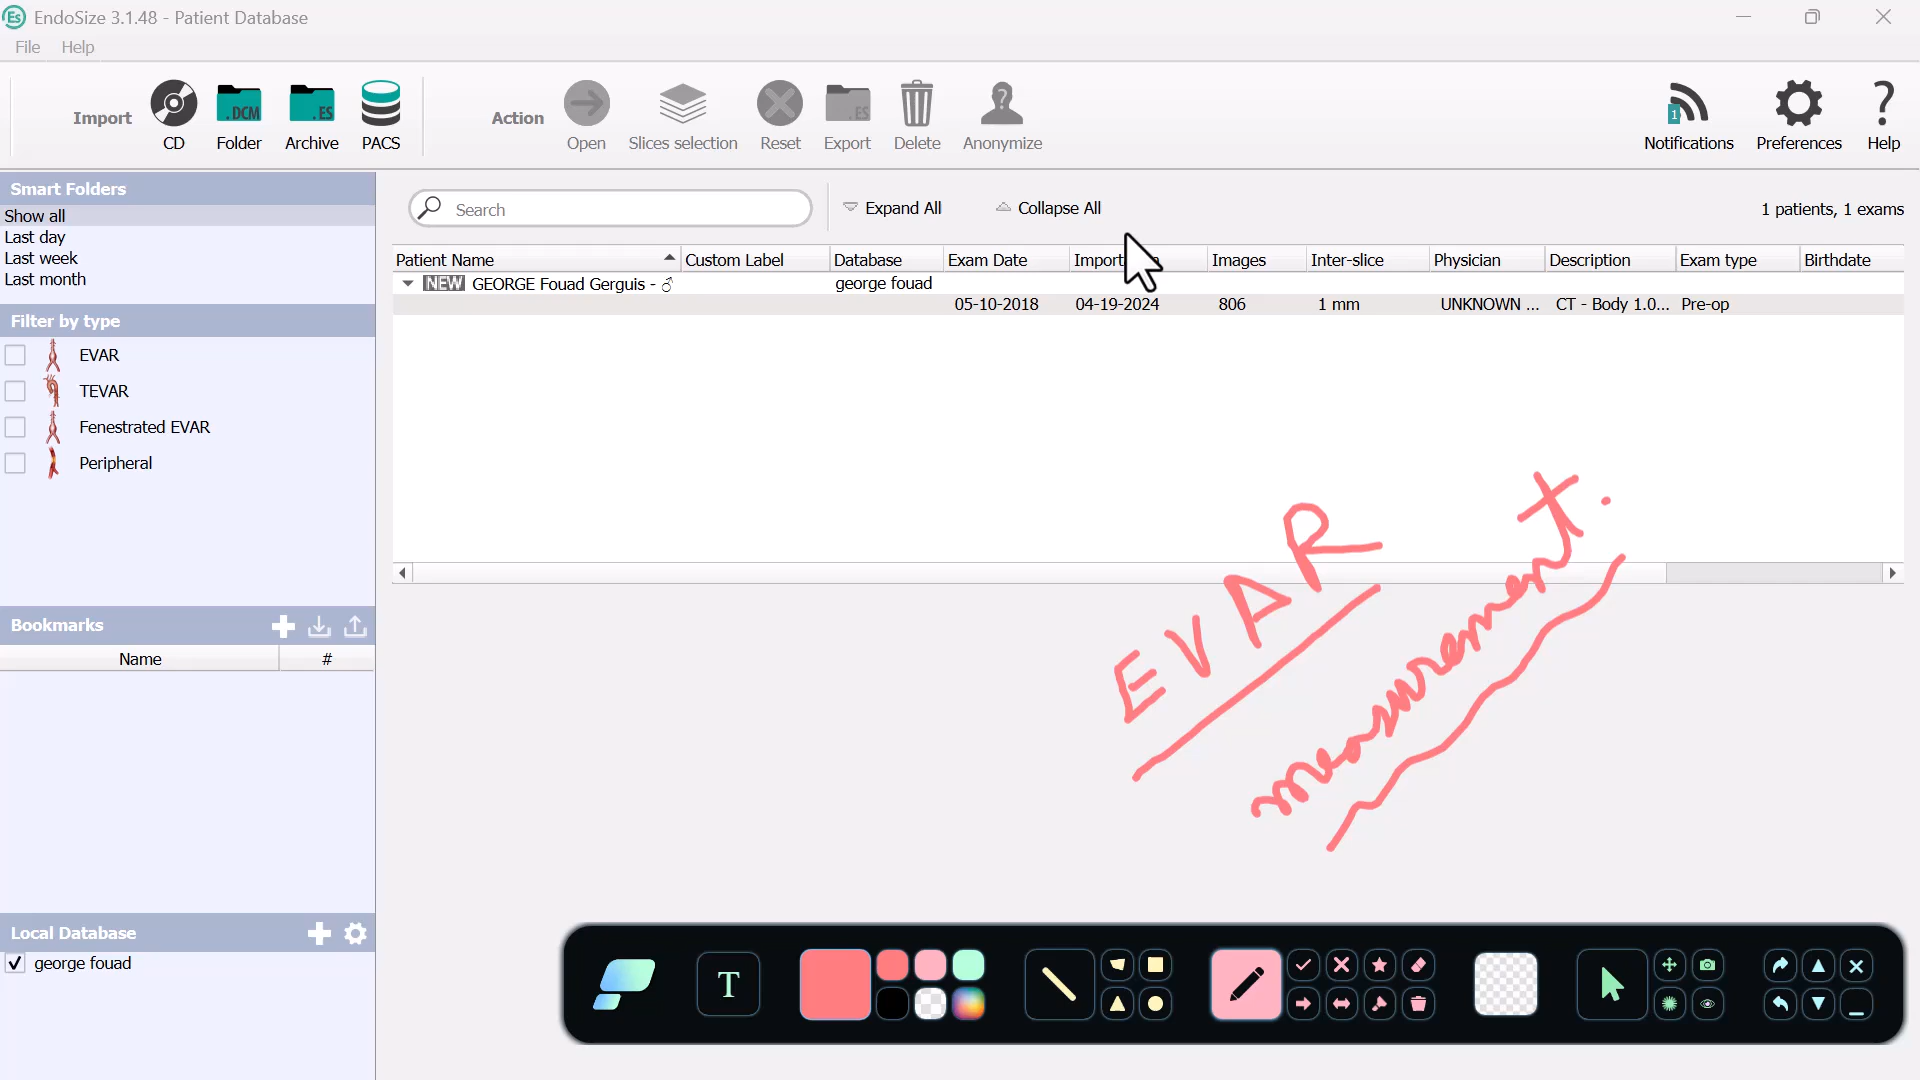 EndoSize 3.1.48 - Patient Database
File Help
Import CD Folder Archive PACS Action Open Slices selection Reset Export Delete Anonymize Notifications Preferences Help
.DCM .ES .ES 1
Smart Folders
Show all
Last day
Last week
Last month
Search Expand All Collapse All 1 patients, 1 exams
Patient Name Custom Label Database Exam Date Images Inter-slice Physician Description Exam type Birthdate
NEW GEORGE Fouad Gerguis - ♂ george fouad
05-10-2018 04-19-2024 806 1 mm UNKNOWN ... CT - Body 1.0... Pre-op
Filter by type
EVAR
TEVAR
Fenestrated EVAR
Peripheral
EVAR
measurement.
Bookmarks
Name #
Local Database
george fouad
T